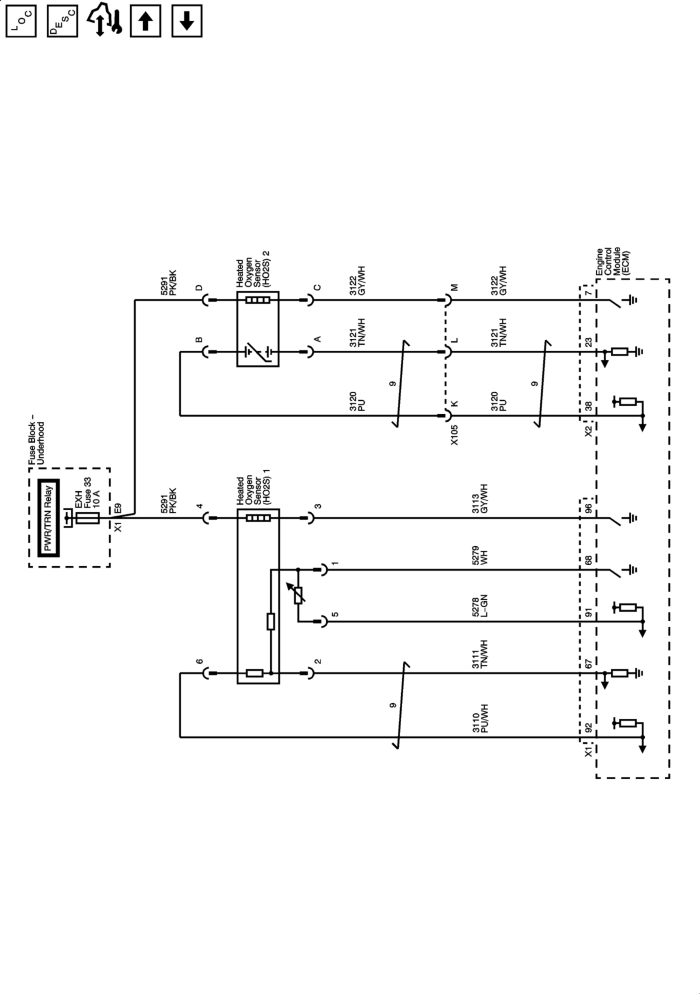 LOC
DESC
Fuse Block –
Underhood
PWR/TRN Relay
EXH
Fuse 33
10 A
X1
E9
5291
PK/BK
D
B
Heated
Oxygen
Sensor
(HO2S) 2
C
A
3122
GY/WH
3121
TN/WH
3120
PU
9
M
L
K
X105
3122
GY/WH
3121
TN/WH
3120
PU
9
7
23
38
X2
Engine
Control
Module
(ECM)
5291
PK/BK
4
6
Heated
Oxygen
Sensor
(HO2S) 1
3
1
5
2
3113
GY/WH
5279
WH
5278
L–GN
3111
TN/WH
3110
PU/WH
9
96
68
91
67
92
X1